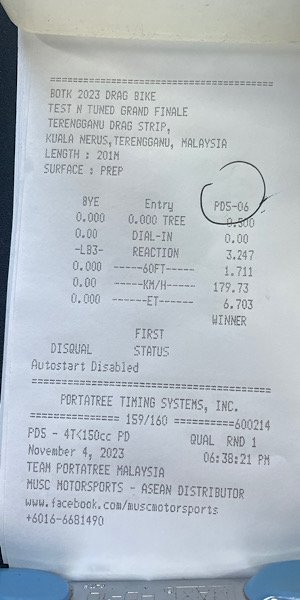 ========================================
BOTK 2023 DRAG BIKE
TEST N TUNED GRAND FINALE
TERENGGANU DRAG STRIP,
KUALA NERUS,TERENGGANU, MALAYSIA
LENGTH : 201M
SURFACE : PREP
BYE Entry PD5-06
0.000 0.000 TREE 0.500
0.00 DIAL-IN 0.00
-LB3- REACTION 3.247
0.000 ------60FT----- 1.711
0.00 -----KM/H----- 179.73
0.000 ------ET----- 6.703
WINNER
FIRST
DISQUAL STATUS
Autostart Disabled
========================================
PORTATREE TIMING SYSTEMS, INC.
=============== 159/160 ==========600214
PD5 - 4T<150cc PD QUAL RND 1
November 4, 2023 06:38:21 PM
TEAM PORTATREE MALAYSIA
MUSC MOTORSPORTS - ASEAN DISTRIBUTOR
www.facebook.com/muscmotorsports
+6016-6681490